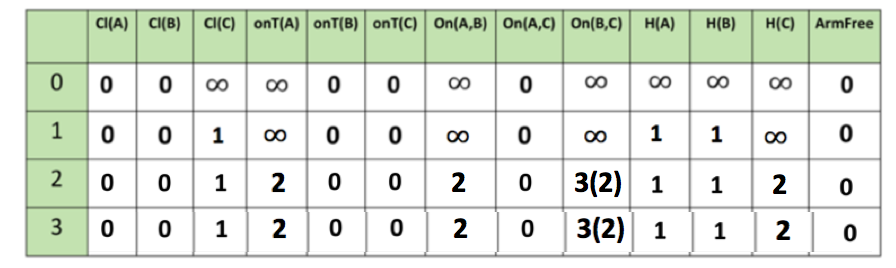 Cl(A) Cl(B) Cl(C) onT(A) onT(B) onT(C) On(A,B) On(A,C) On(B,C) H(A) H(B) H(C) ArmFree
0 0 0 ∞ ∞ 0 0 ∞ 0 ∞ ∞ ∞ ∞ 0
1 0 0 1 ∞ 0 0 ∞ 0 ∞ 1 1 ∞ 0
2 0 0 1 2 0 0 2 0 3(2) 1 1 2 0
3 0 0 1 2 0 0 2 0 3(2) 1 1 2 0